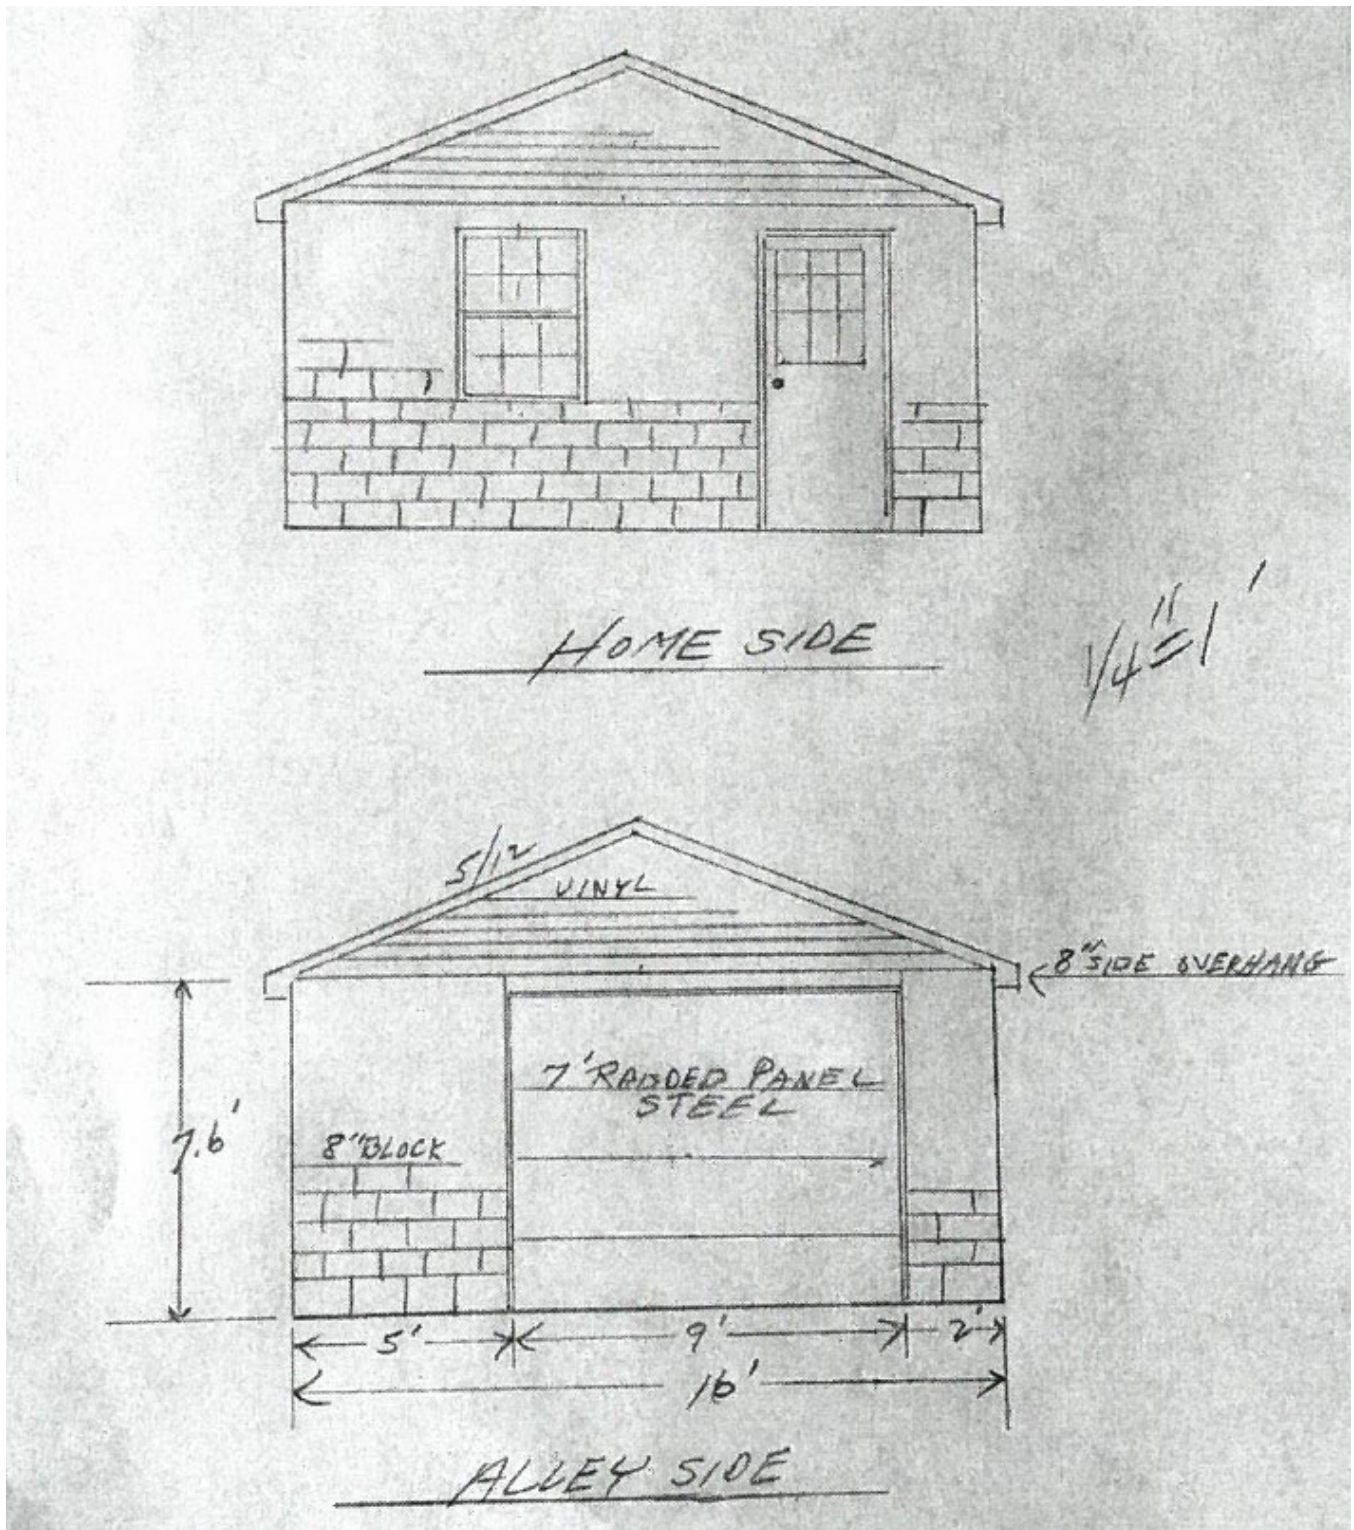 HOME SIDE
1/4"=1'
5/12
VINYL
8" SIDE OVERHANG
7' RADDED PANEL
STEEL
7.6'
8" BLOCK
5'
9'
2'
16'
ALLEY SIDE